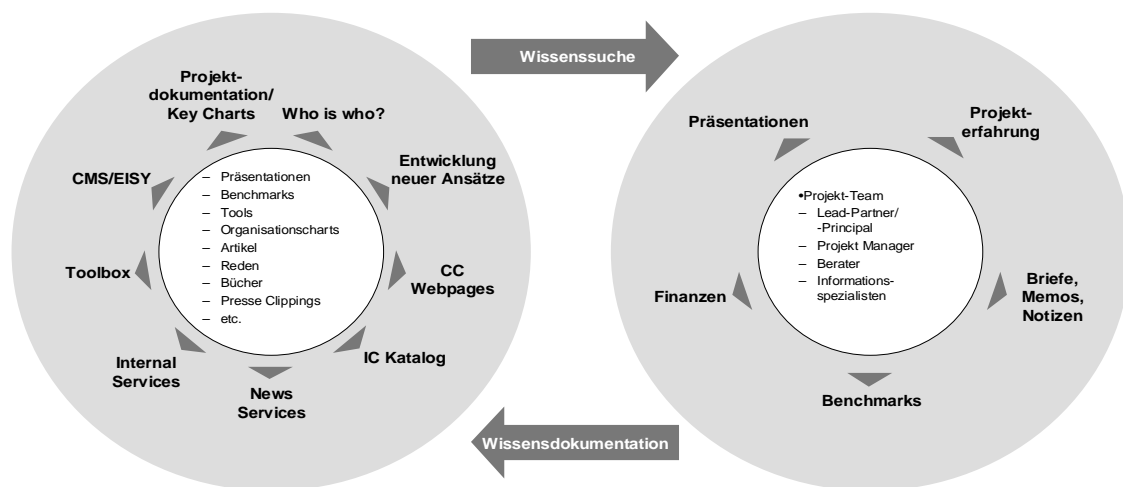 Wissenssuche
Projekt-
dokumentation/
Key Charts
Who is who?
Entwicklung
neuer Ansätze
CC
Webpages
IC Katalog
News
Services
Internal
Services
Toolbox
CMS/EISY
– Präsentationen
– Benchmarks
– Tools
– Organisationscharts
– Artikel
– Reden
– Bücher
– Presse Clippings
– etc.
Präsentationen
Projekt-
erfahrung
Briefe,
Memos,
Notizen
Benchmarks
Finanzen
•Projekt-Team
– Lead-Partner/
-Principal
– Projekt Manager
– Berater
– Informations-
spezialisten
Wissensdokumentation